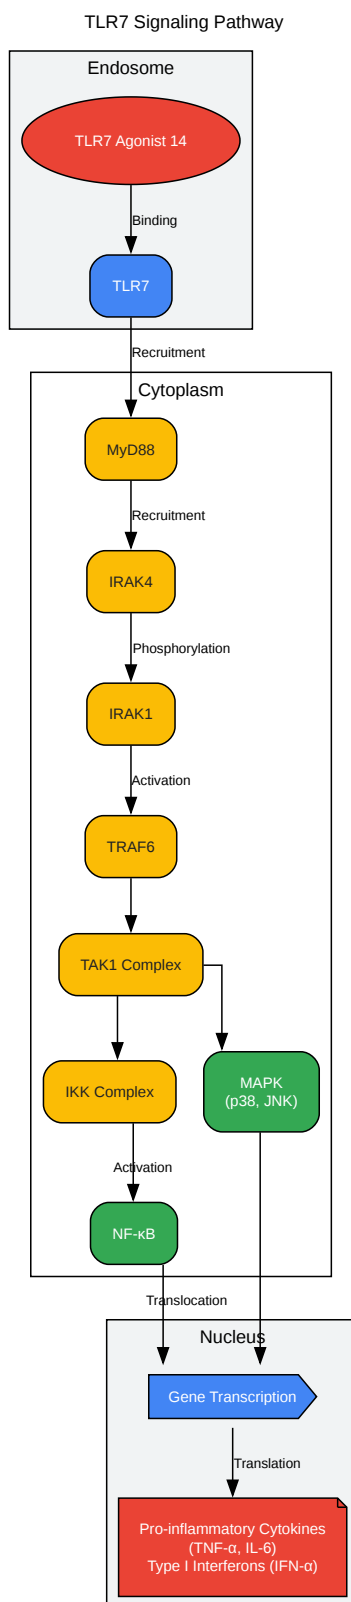 TLR7 Signaling Pathway
Endosome
TLR7 Agonist 14
Binding
TLR7
Recruitment
Cytoplasm
MyD88
Recruitment
IRAK4
Phosphorylation
IRAK1
Activation
TRAF6
TAK1 Complex
IKK Complex
MAPK
(p38, JNK)
Activation
NF-κB
Translocation
Nucleus
Gene Transcription
Translation
Pro-inflammatory Cytokines
(TNF-α, IL-6)
Type I Interferons (IFN-α)